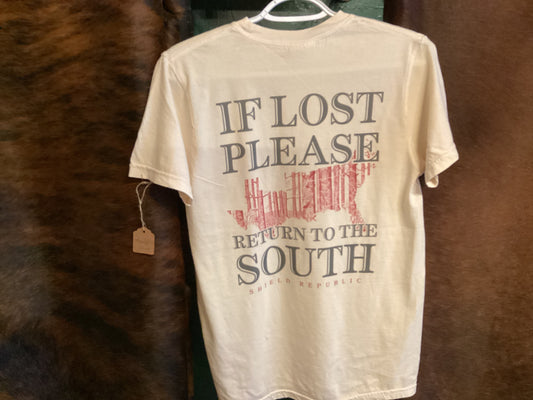 IF LOST
PLEASE
RETURN TO THE
SOUTH
SHIELD REPUBLIC